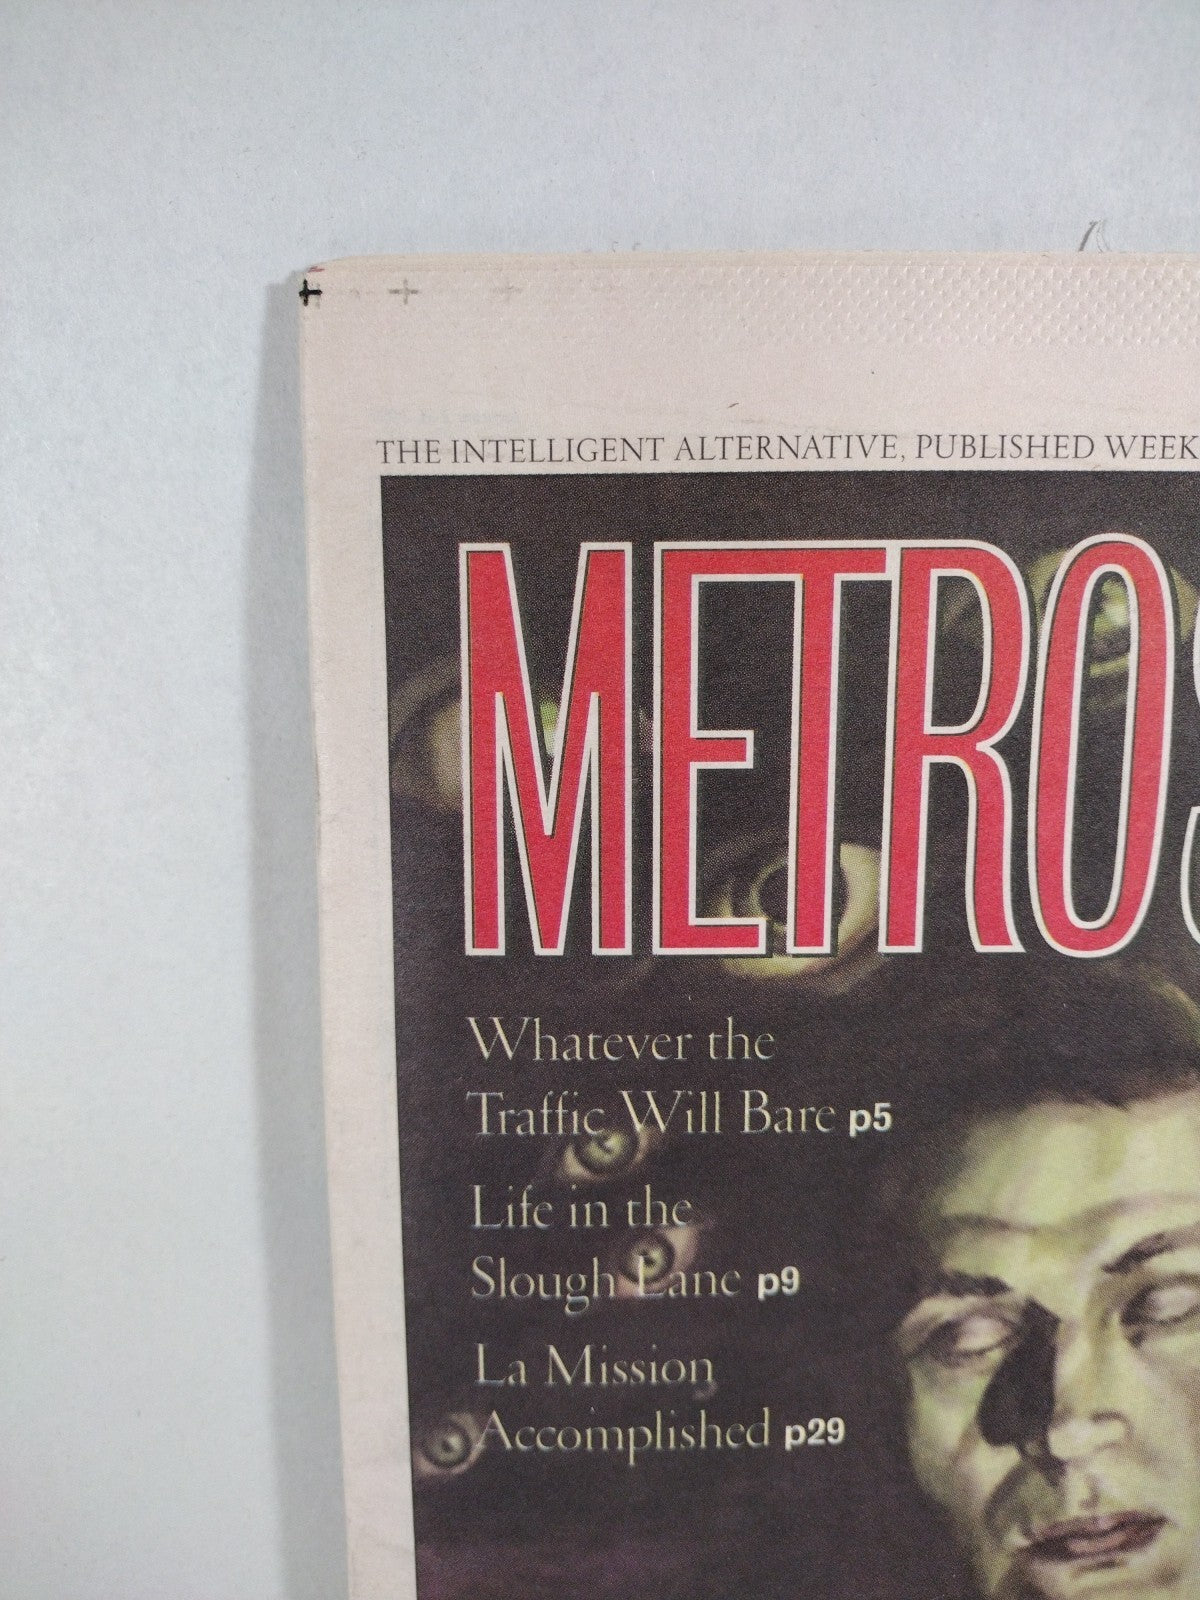 THE INTELLIGENT ALTERNATIVE, PUBLISHED WEEK
METRO
Whatever the
Traffic Will Bare p5
Life in the
Slough Lane p9
La Mission
Accomplished p29